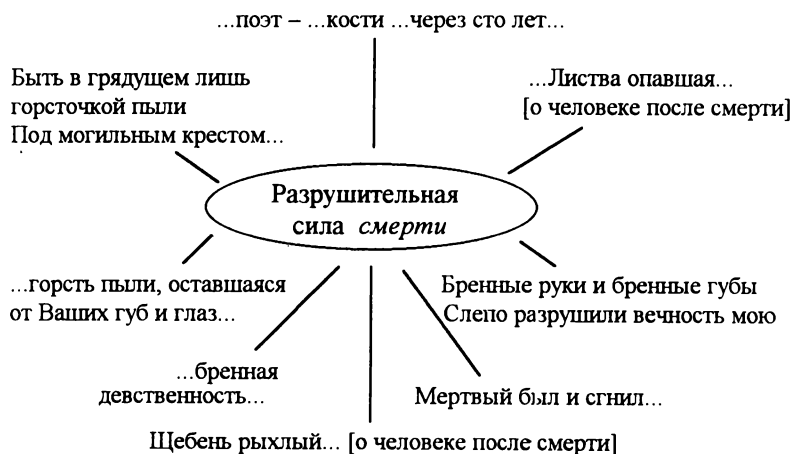 ...поэт – ...кости ...через сто лет...
Быть в грядущем лишь
горсточкой пыли
Под могильным крестом...
...Листва опавшая...
[о человеке после смерти]
Разрушительная
сила смерти
...горсть пыли, оставшаяся
от Ваших губ и глаз...
Бренные руки и бренные губы
Слепо разрушили вечность мою
...бренная
девственность...
Мертвый был и сгнил...
Щебень рыхлый... [о человеке после смерти]